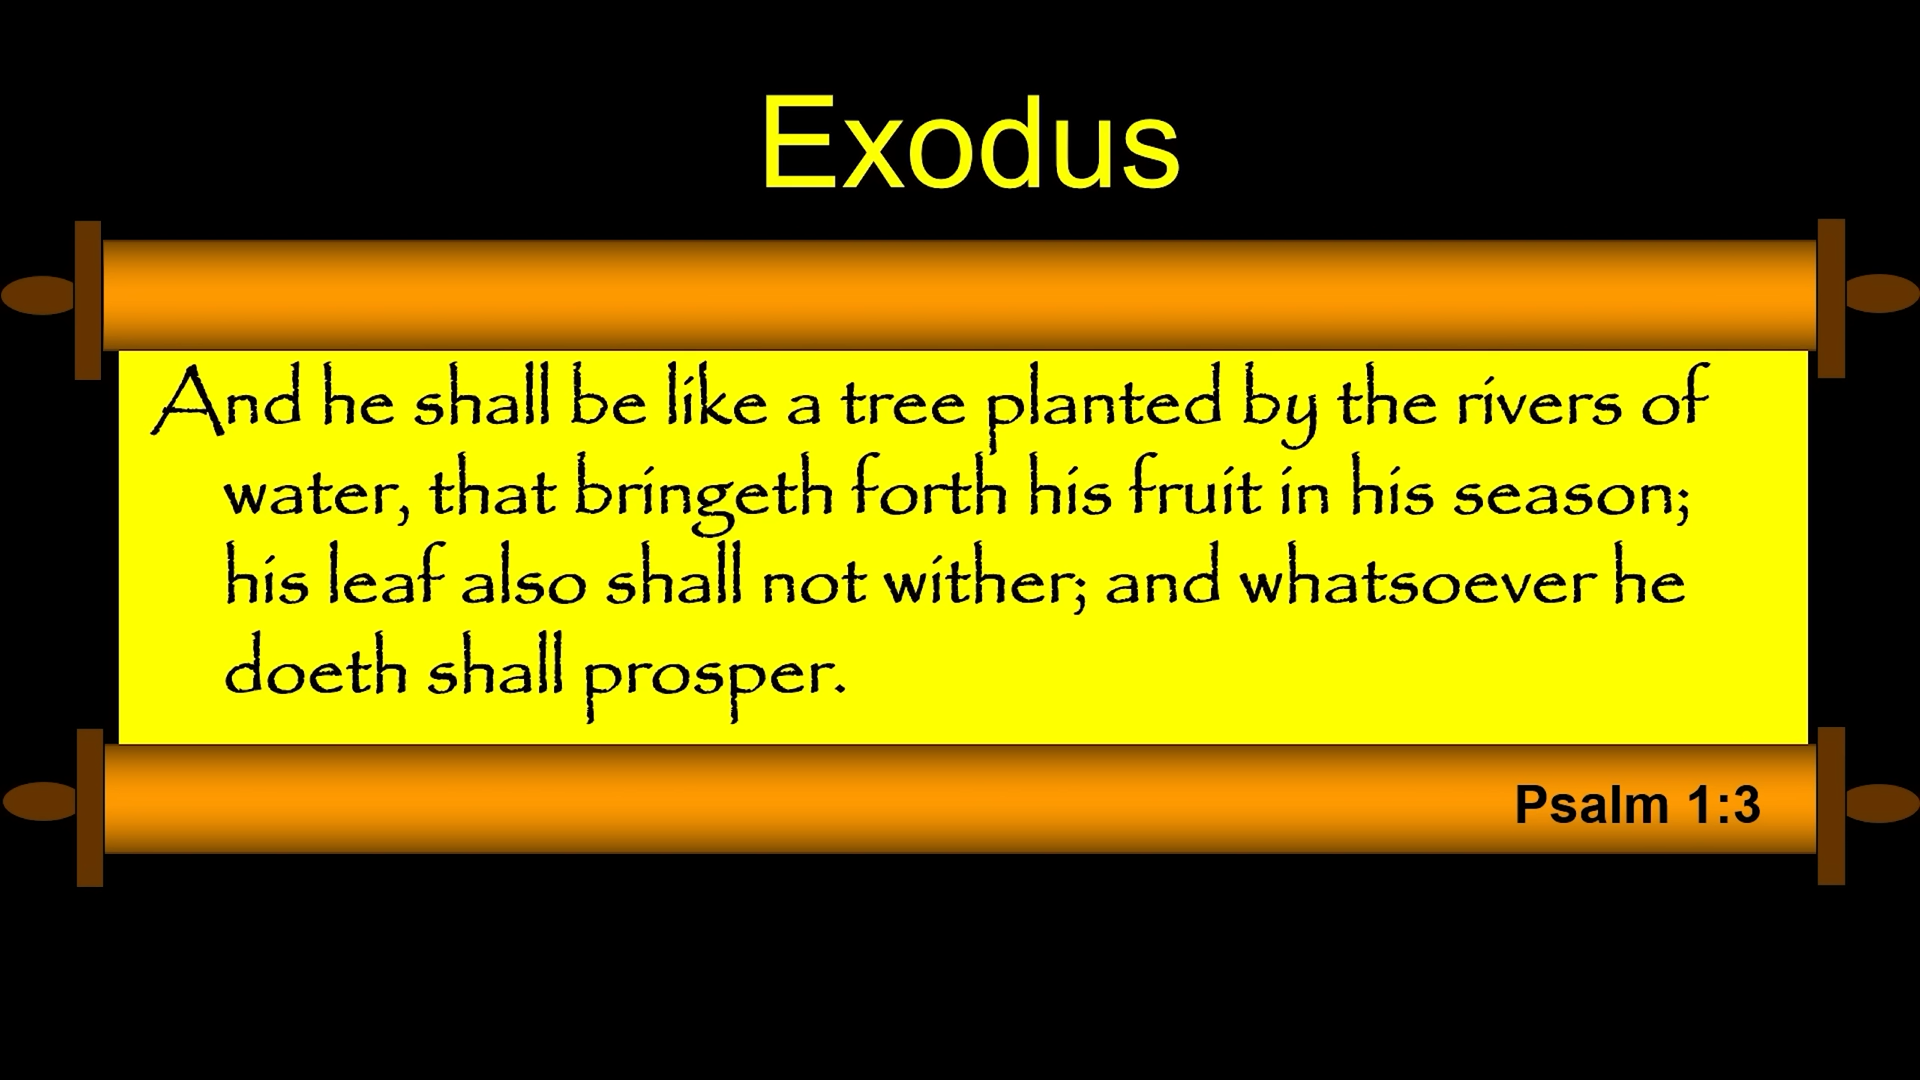 Exodus
And he shall be like a tree planted by the rivers of
water, that bringeth forth his fruit in his season;
his leaf also shall not wither; and whatsoever he
doeth shall prosper.
Psalm 1:3